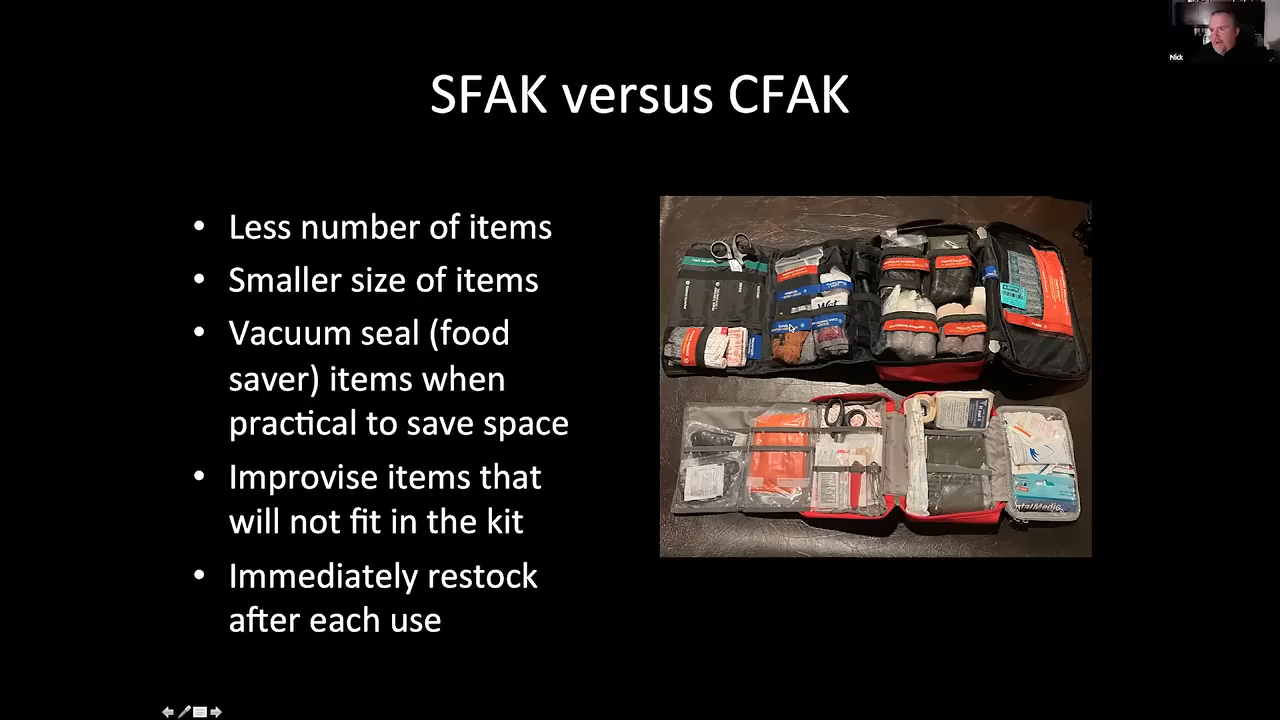 Nick
SFAK versus CFAK
• Less number of items
• Smaller size of items
• Vacuum seal (food
saver) items when
practical to save space
• Improvise items that
will not fit in the kit
• Immediately restock
after each use